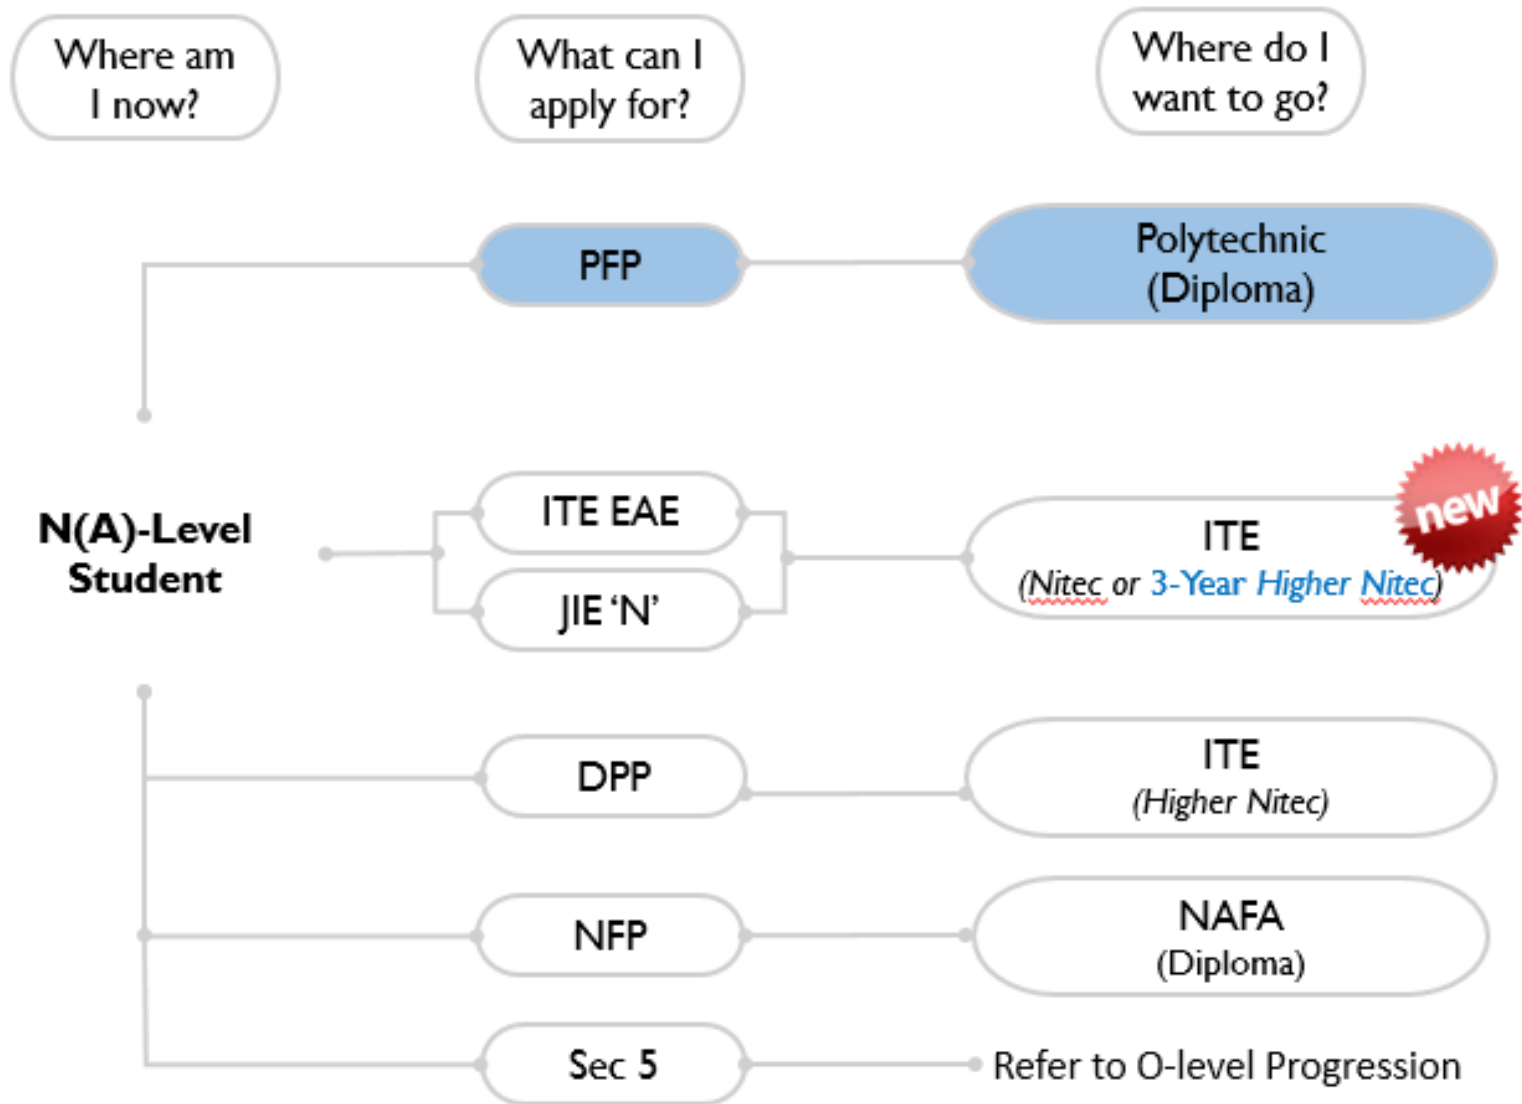 Where am
I now?
What can I
apply for?
Where do I
want to go?
PFP
Polytechnic
(Diploma)
N(A)-Level
Student
ITE EAE
JIE ‘N’
new
ITE
(Nitec or 3-Year Higher Nitec)
DPP
ITE
(Higher Nitec)
NFP
NAFA
(Diploma)
Sec 5
Refer to O-level Progression